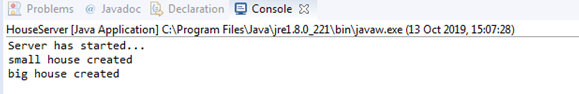 Problems @ Javadoc Declaration Console
HouseServer [Java Application] C:\Program Files\Java\jre1.8.0_221\bin\javaw.exe (13 Oct 2019, 15:07:28)
Server has started...
small house created
big house created